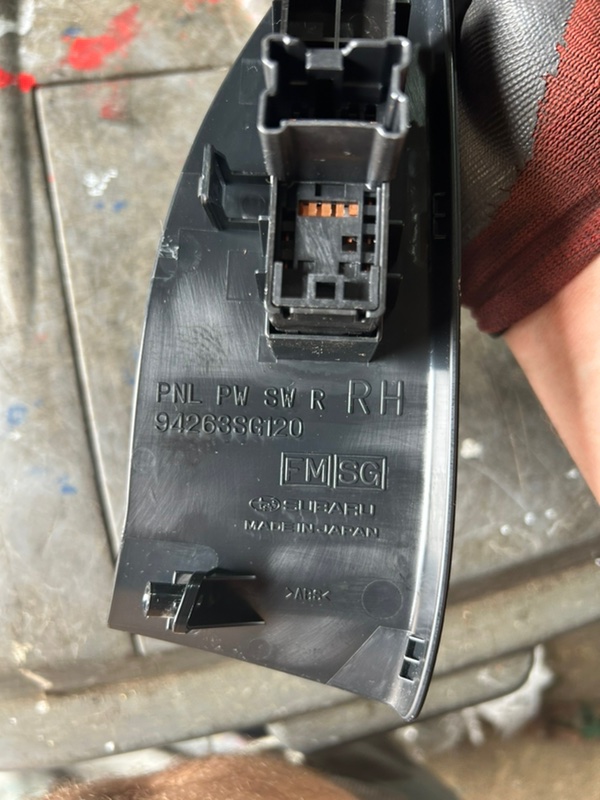 PNL PW SW R RH
94263SG120
FM SG
SUBARU
MADE IN JAPAN
>ABS<